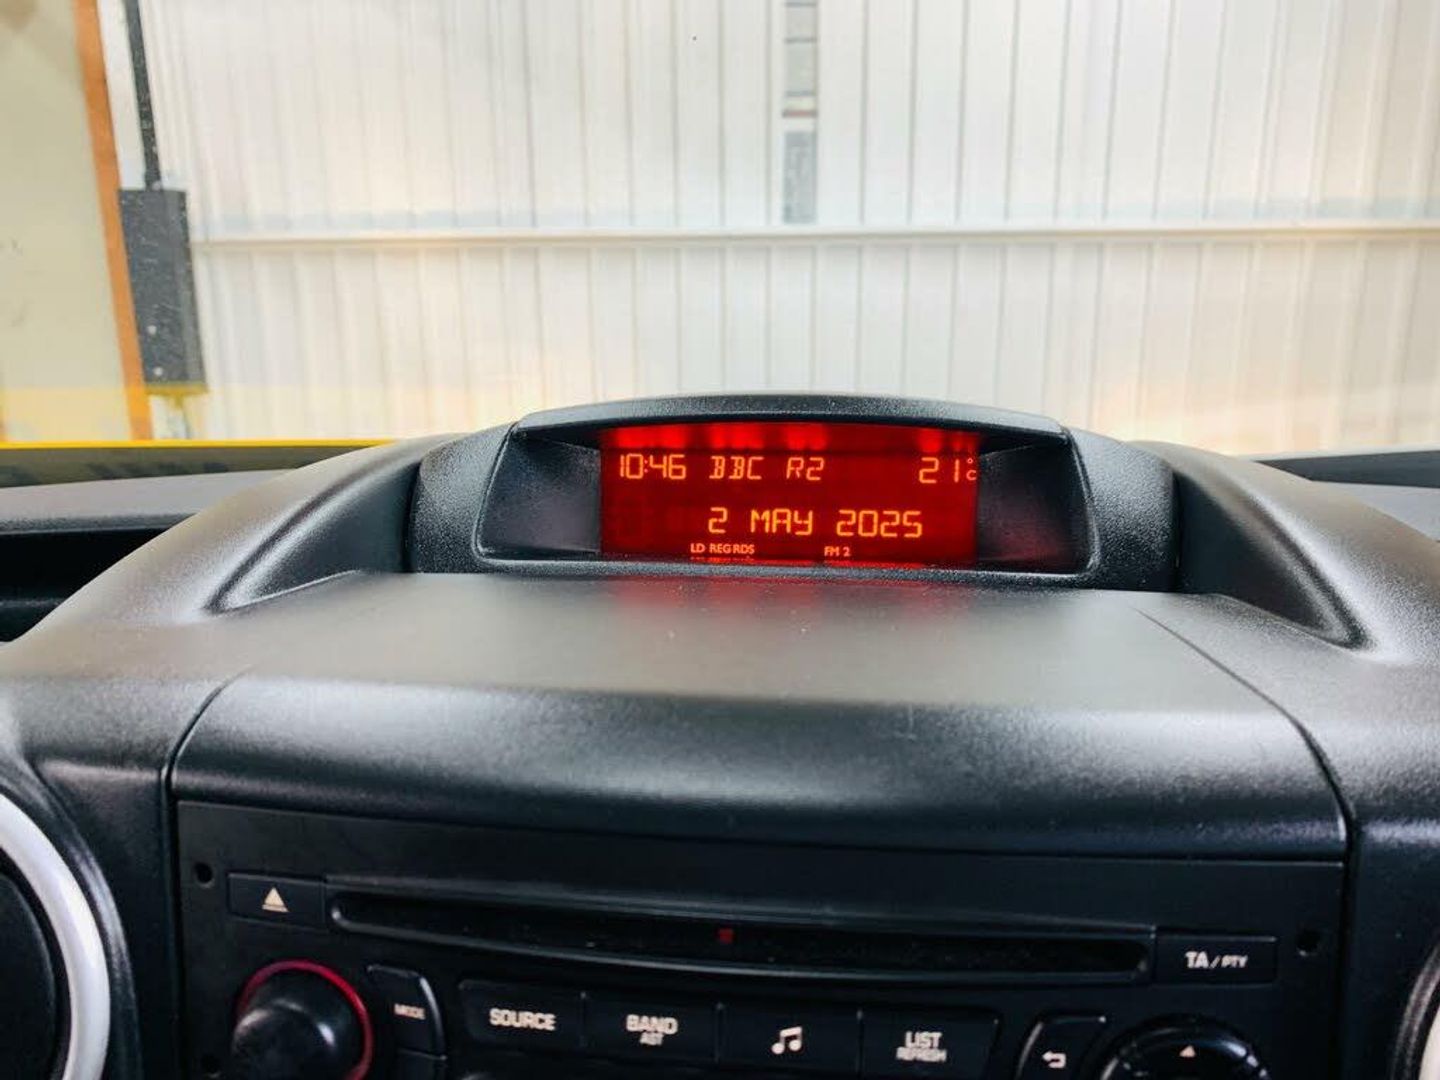 10:46 BBC R2 21°C
2 MAY 2025
LO REG RDS FM 2
TA / PTY
MODE
SOURCE
BAND
AST
LIST
REFRESH